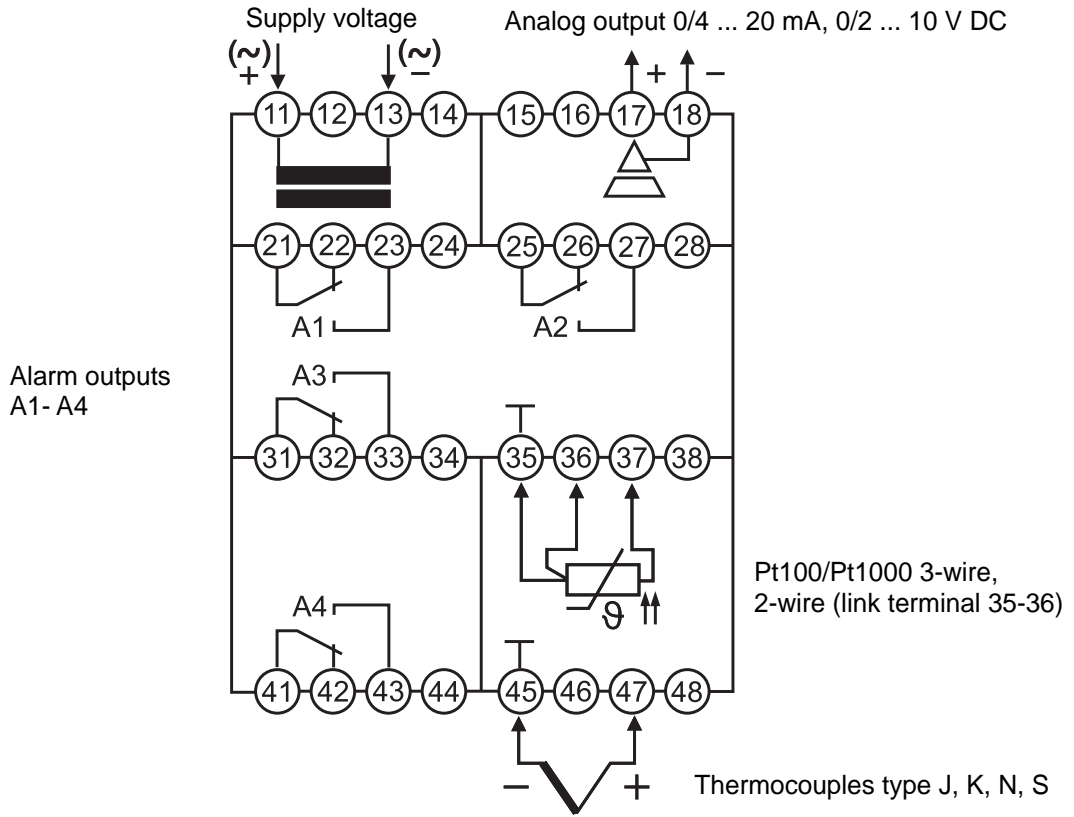 Supply voltage
Analog output 0/4 ... 20 mA, 0/2 ... 10 V DC
(~) (~)
+ − + −
11 12 13 14 15 16 17 18
21 22 23 24 25 26 27 28
A1 A2
Alarm outputs
A1- A4
A3
31 32 33 34 35 36 37 38
Pt100/Pt1000 3-wire,
2-wire (link terminal 35-36)
A4 ϑ
41 42 43 44 45 46 47 48
− +
Thermocouples type J, K, N, S